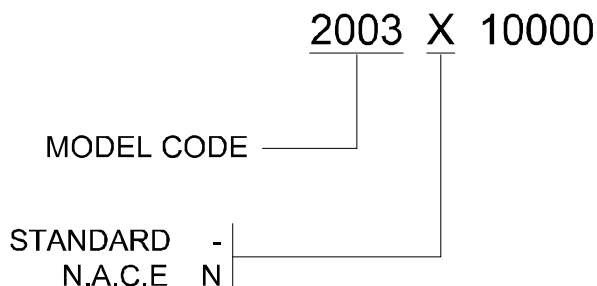 2003 X 10000
MODEL CODE
STANDARD -
N.A.C.E N